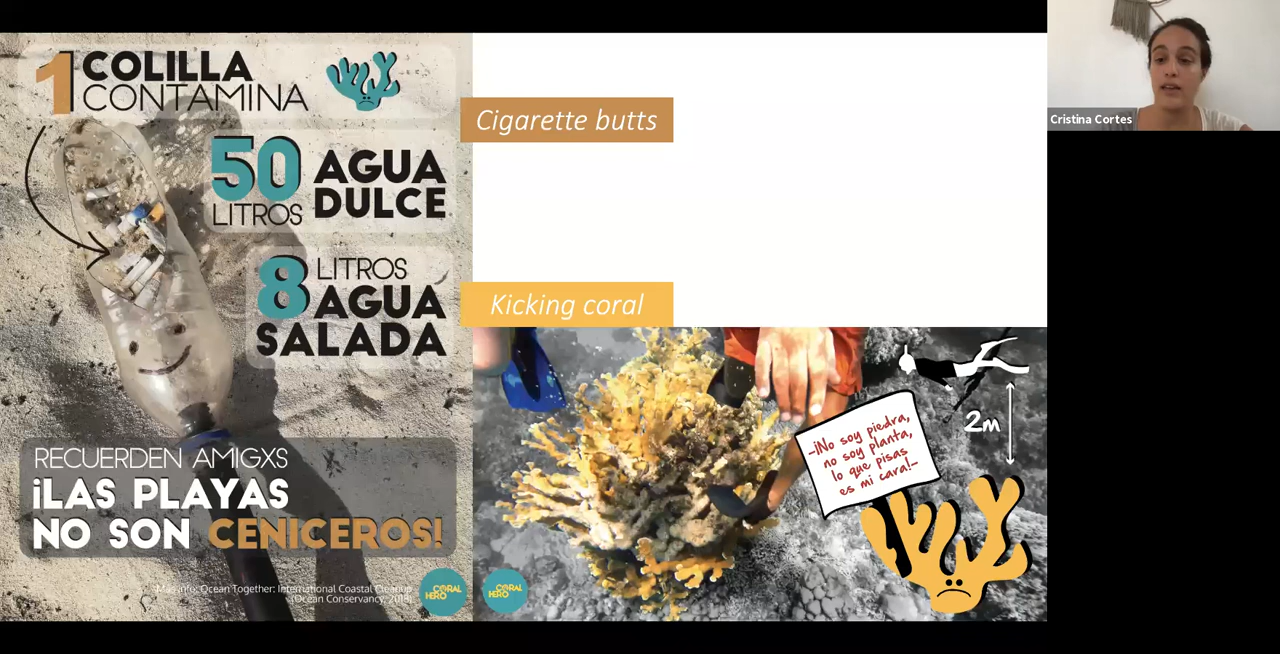 1 COLILLA
CONTAMINA
50 AGUA
LITROS DULCE
8 LITROS
AGUA
SALADA
RECUERDEN AMIGXS
¡LAS PLAYAS
NO SON CENICEROS!
Más info: Ocean Together: International Coastal Cleanup
(Ocean Conservancy, 2018)
CORAL
HERO
Cigarette butts
Kicking coral
2m
-¡No soy piedra,
no soy planta,
lo que pisas
es mi cara!-
CORAL
HERO
Cristina Cortes